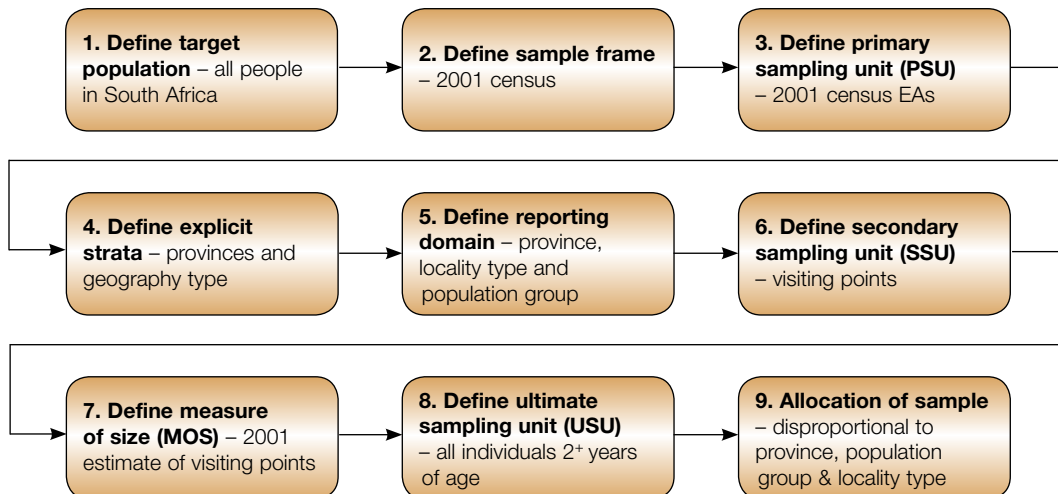 1. Define target
population – all people
in South Africa
2. Define sample frame
– 2001 census
3. Define primary
sampling unit (PSU)
– 2001 census EAs
4. Define explicit
strata – provinces and
geography type
5. Define reporting
domain – province,
locality type and
population group
6. Define secondary
sampling unit (SSU)
– visiting points
7. Define measure
of size (MOS) – 2001
estimate of visiting points
8. Define ultimate
sampling unit (USU)
– all individuals 2⁺ years
of age
9. Allocation of sample
– disproportional to
province, population
group & locality type